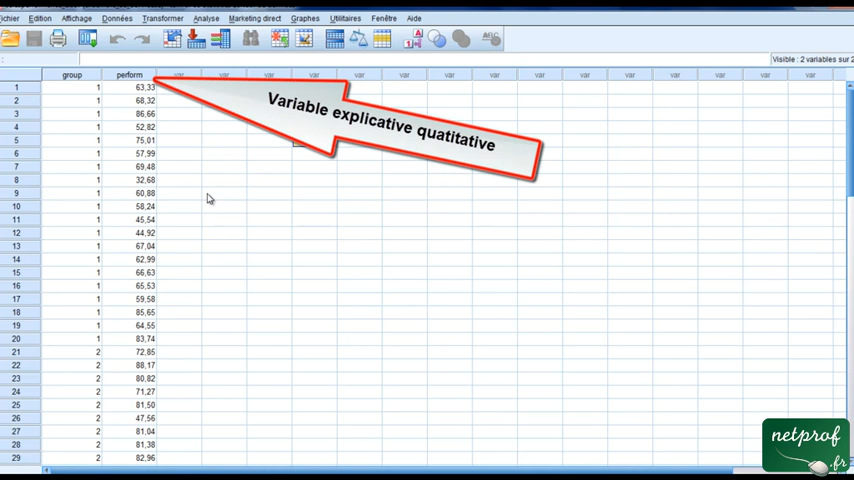 Fichier Edition Affichage Données Transformer Analyse Marketing direct Graphes Utilitaires Fenêtre Aide
Visible : 2 variables sur 2
group perform var var var var var var var var var var var var var var var
1 1 63,33
2 1 68,32
3 1 86,66
4 1 52,82
5 1 75,01
6 1 57,99
7 1 69,48
8 1 32,68
9 1 60,88
10 1 58,24
11 1 45,54
12 1 44,92
13 1 67,04
14 1 62,99
15 1 66,63
16 1 65,53
17 1 59,58
18 1 85,65
19 1 64,55
20 1 83,74
21 2 72,85
22 2 88,17
23 2 80,82
24 2 71,27
25 2 81,50
26 2 47,56
27 2 81,04
28 2 81,38
29 2 82,96
Variable explicative quatitative
netprof
.fr